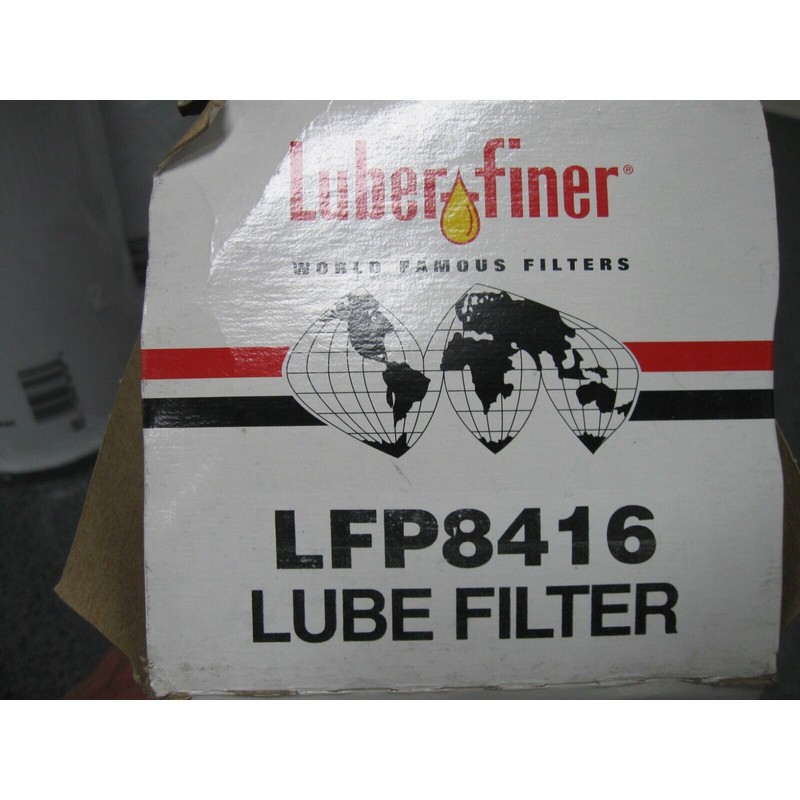 Luber-finer®
WORLD FAMOUS FILTERS
LFP8416
LUBE FILTER